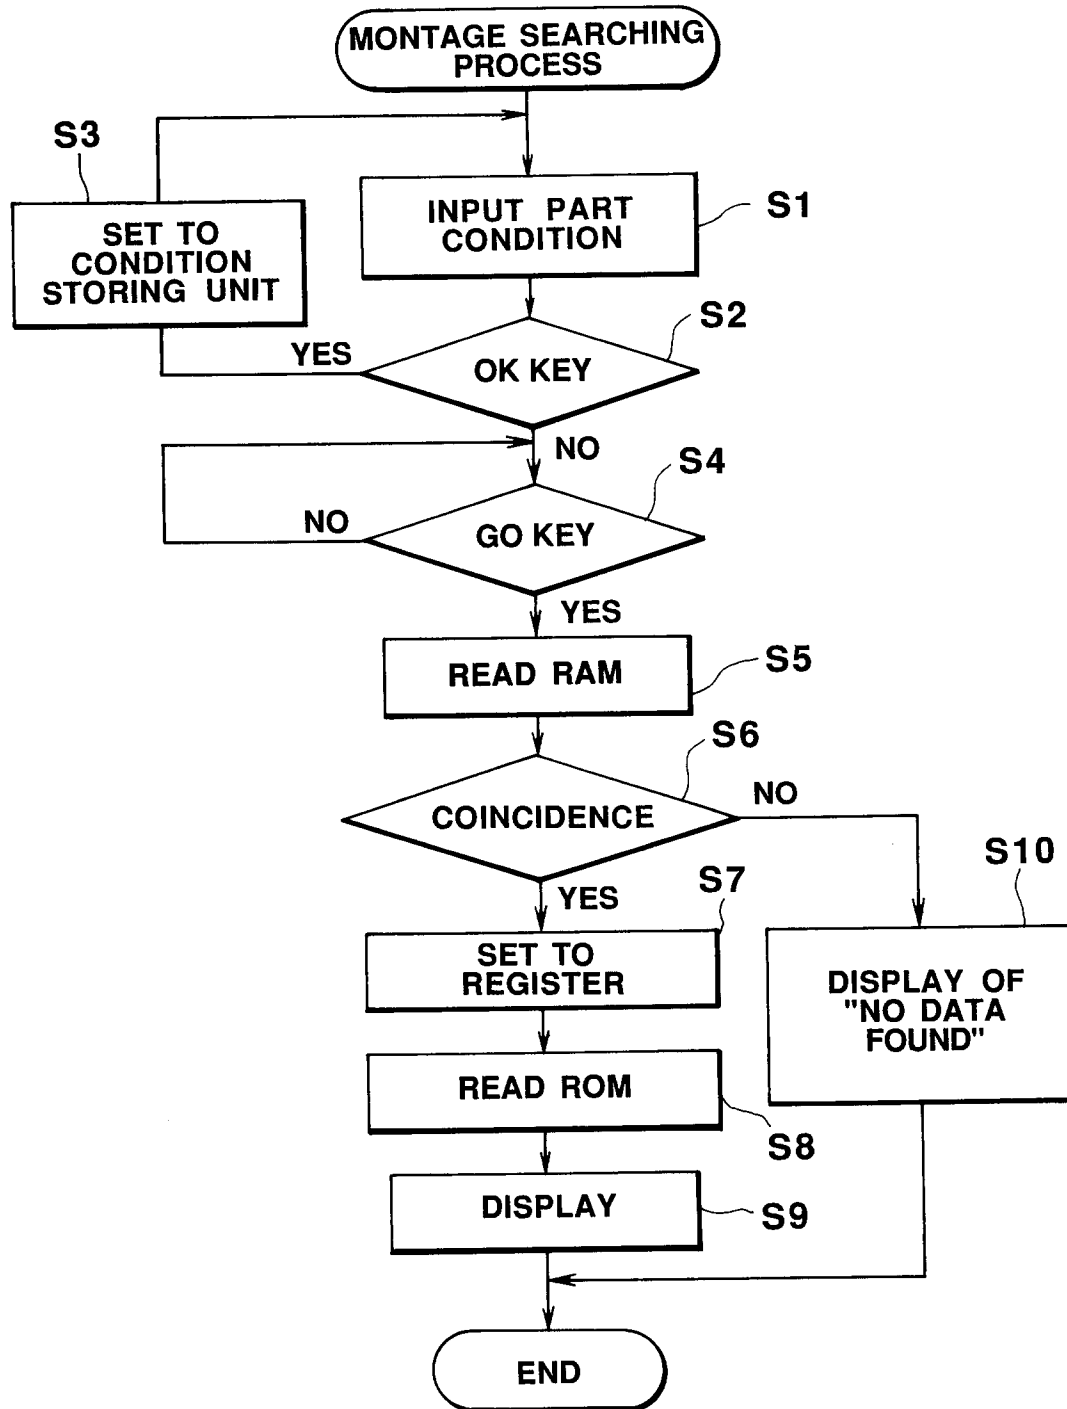 MONTAGE SEARCHING
PROCESS
S3
S1
INPUT PART
CONDITION
SET TO
CONDITION
STORING UNIT
S2
YES
OK KEY
NO
S4
NO
GO KEY
YES
S5
READ RAM
S6
COINCIDENCE
NO
S10
YES
S7
SET TO
REGISTER
DISPLAY OF
"NO DATA
FOUND"
READ ROM
S8
DISPLAY
S9
END